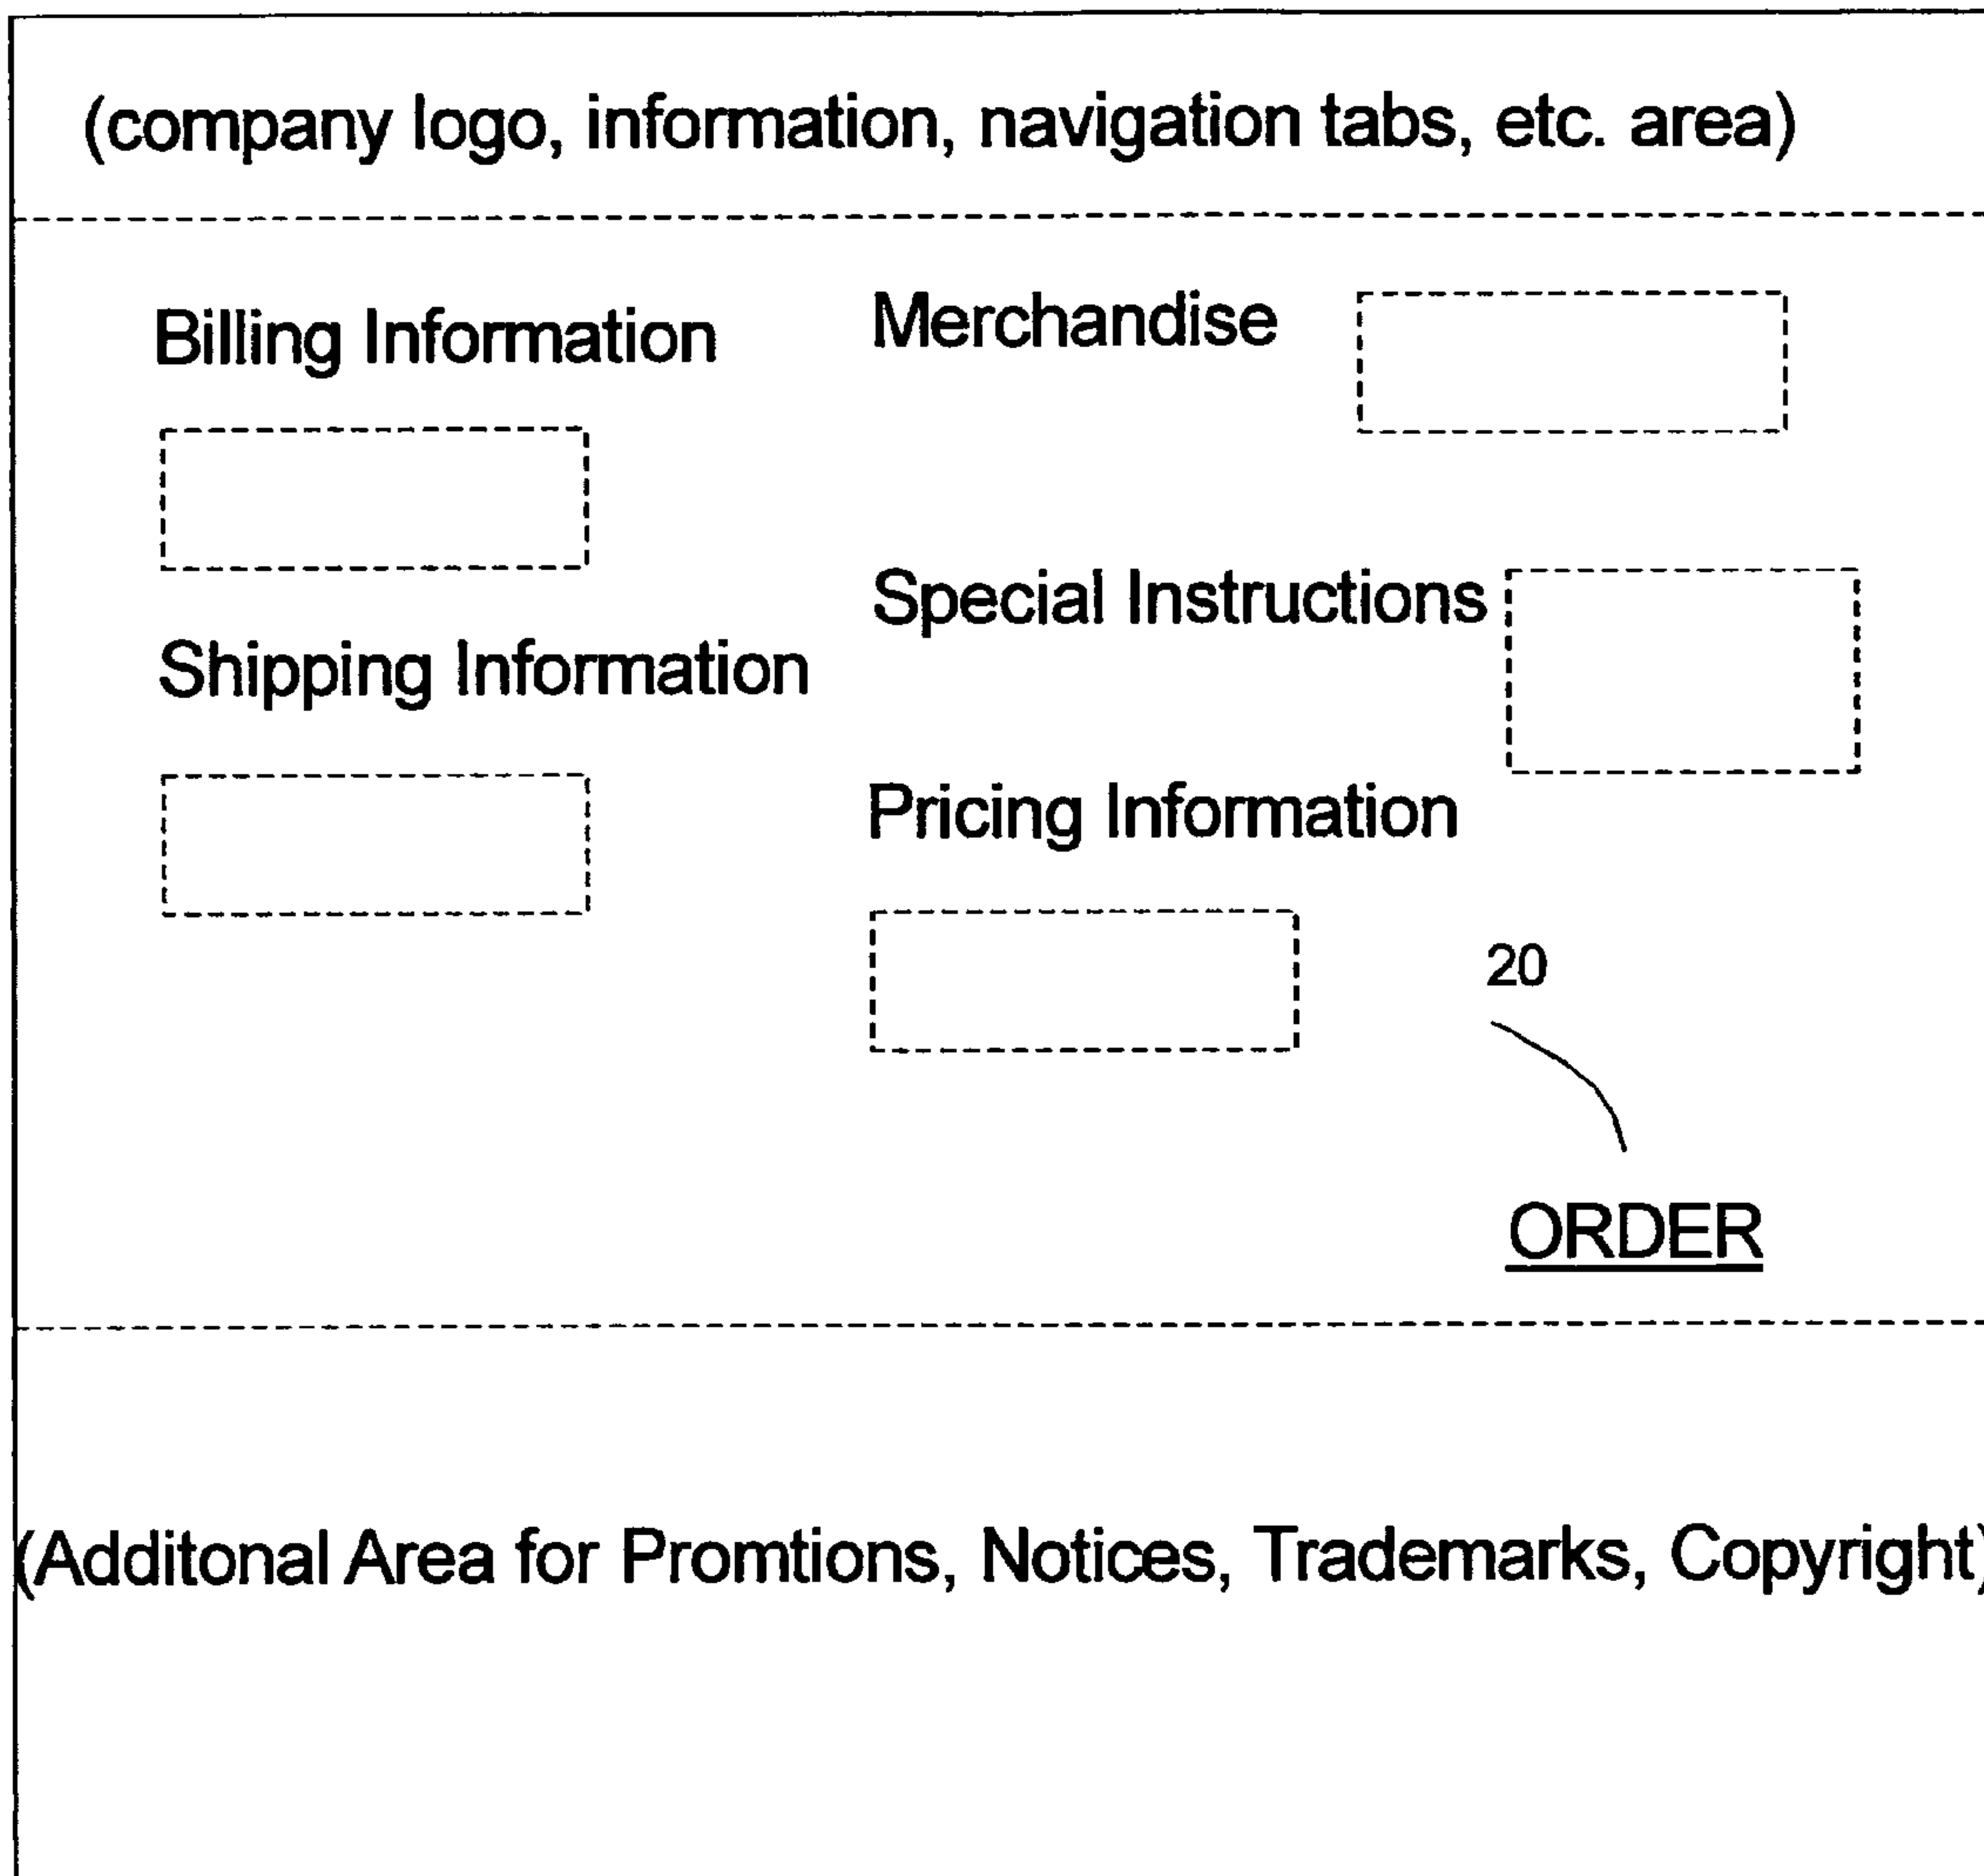 (company logo, information, navigation tabs, etc. area)
Billing Information
Shipping Information
Merchandise
Special Instructions
Pricing Information
20
ORDER
(Additonal Area for Promtions, Notices, Trademarks, Copyright)